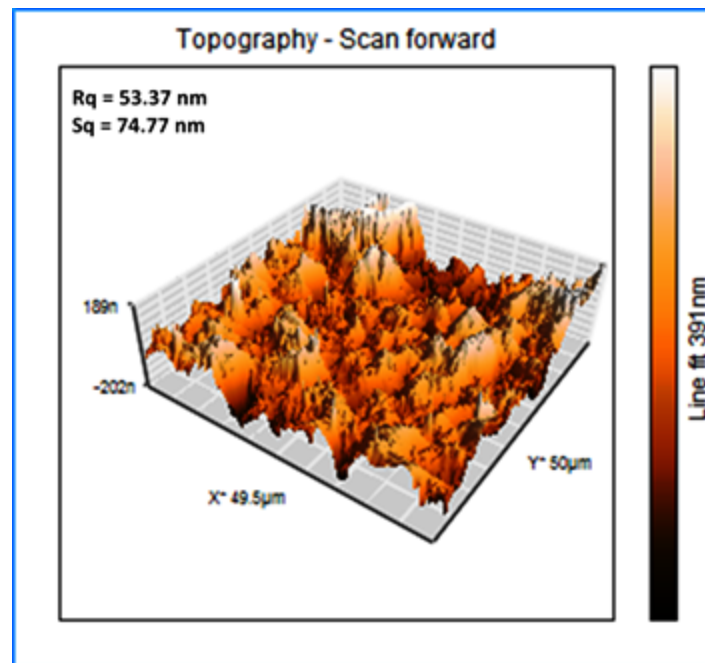 Topography - Scan forward
Rq = 53.37 nm
Sq = 74.77 nm
189n
-202n
X* 49.5µm
Y* 50µm
Line fit 391nm